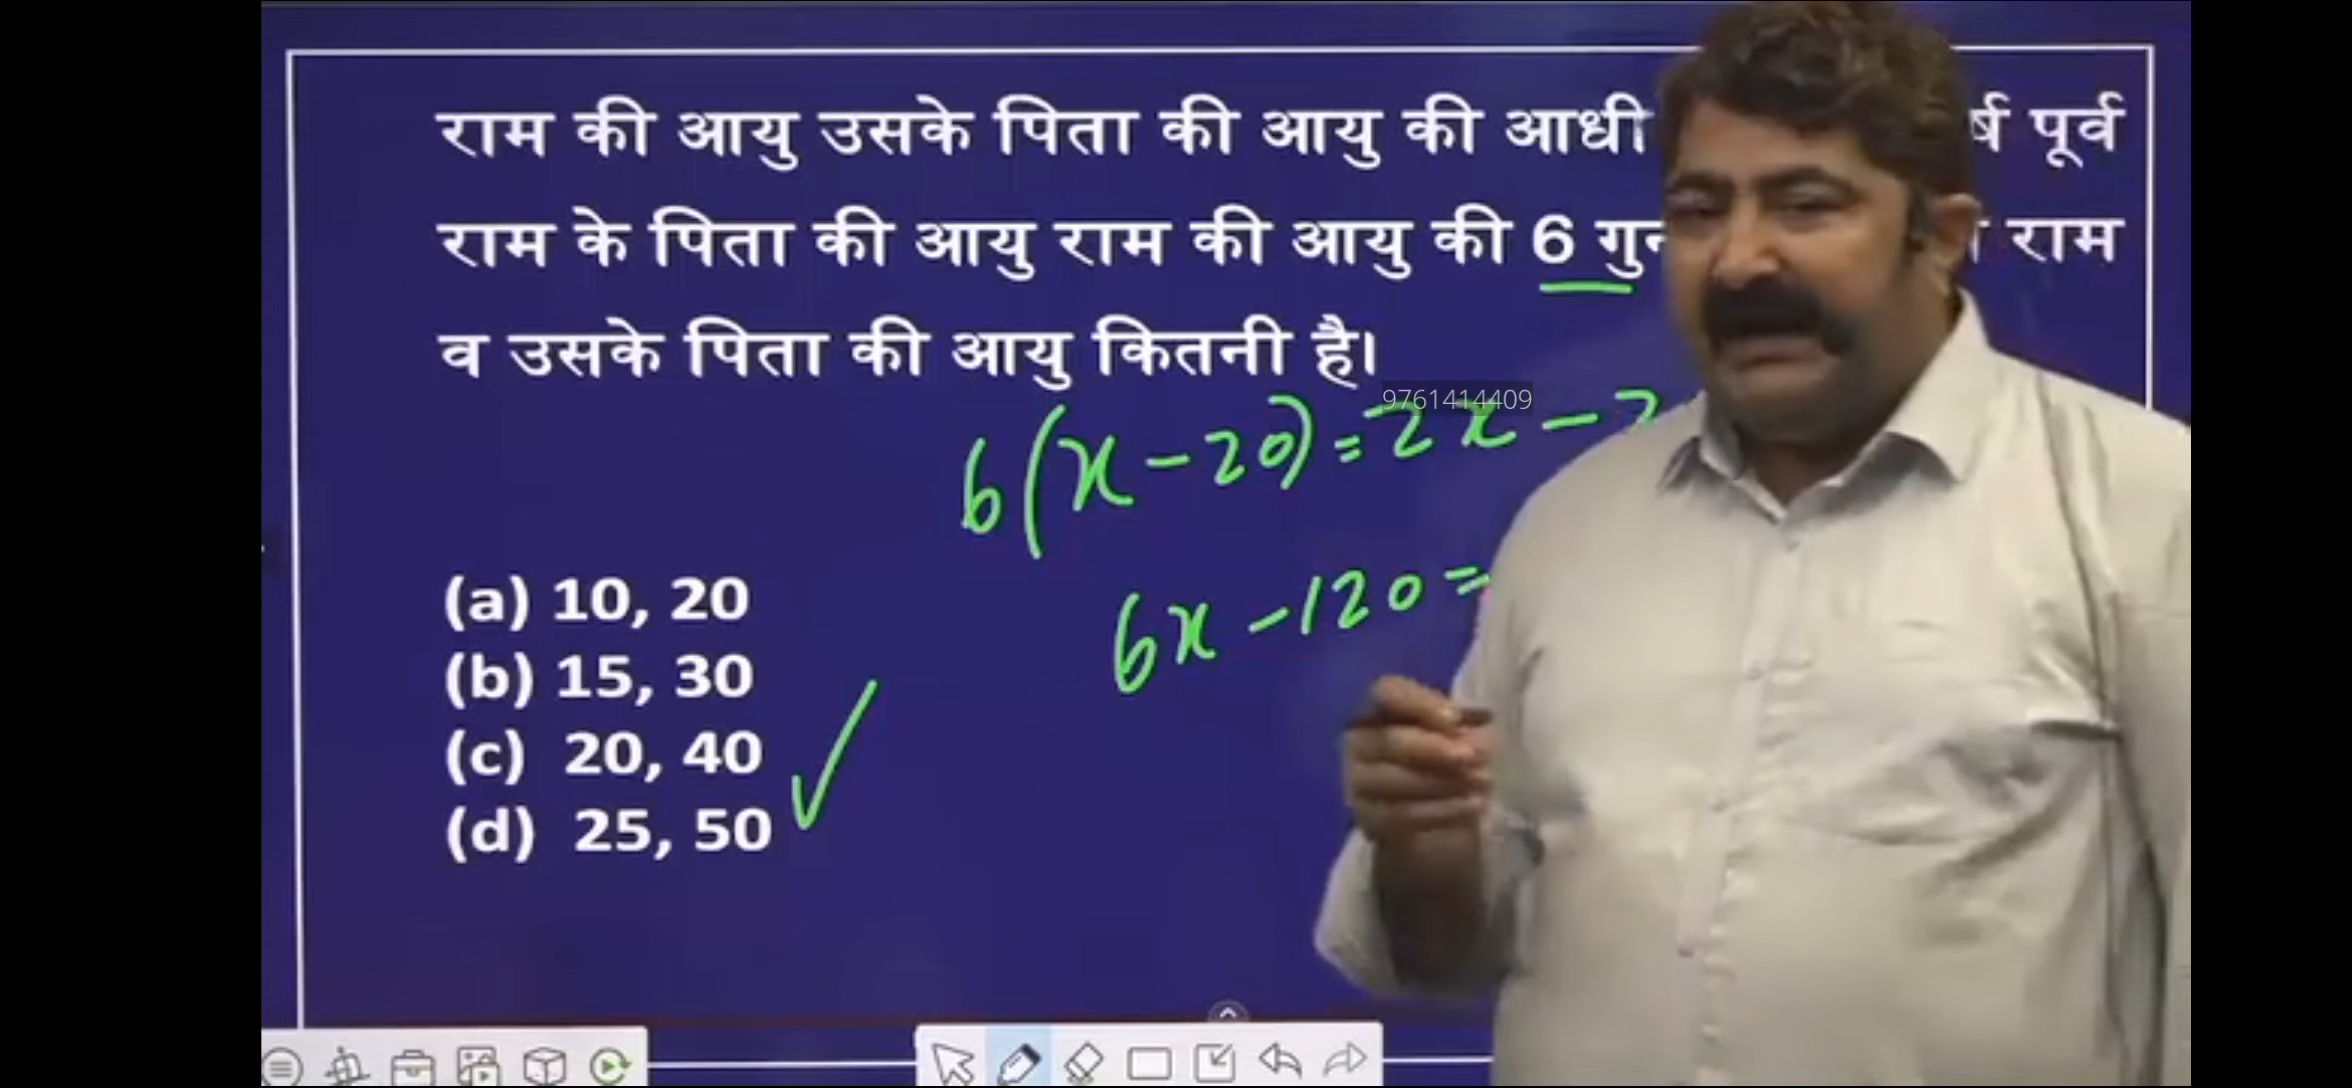 राम की आयु उसके पिता की आयु की आधी पूर्व
राम के पिता की आयु राम की आयु की 6 राम
व उसके पिता की आयु कितनी है।
9761414409
6(x-20)=2x-
6x-120=
(a) 10, 20
(b) 15, 30
(c) 20, 40
(d) 25, 50